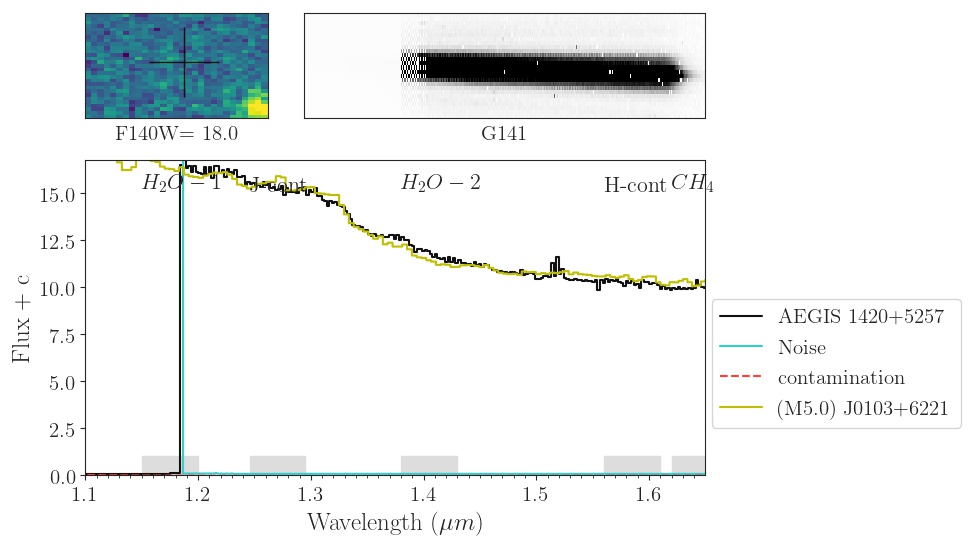 F140W= 18.0
G141
H₂O − 1
J-cont
H₂O − 2
H-cont
CH₄
15.0
12.5
10.0
7.5
5.0
2.5
0.0
Flux + c
1.1
1.2
1.3
1.4
1.5
1.6
Wavelength (μm)
AEGIS 1420+5257
Noise
contamination
(M5.0) J0103+6221